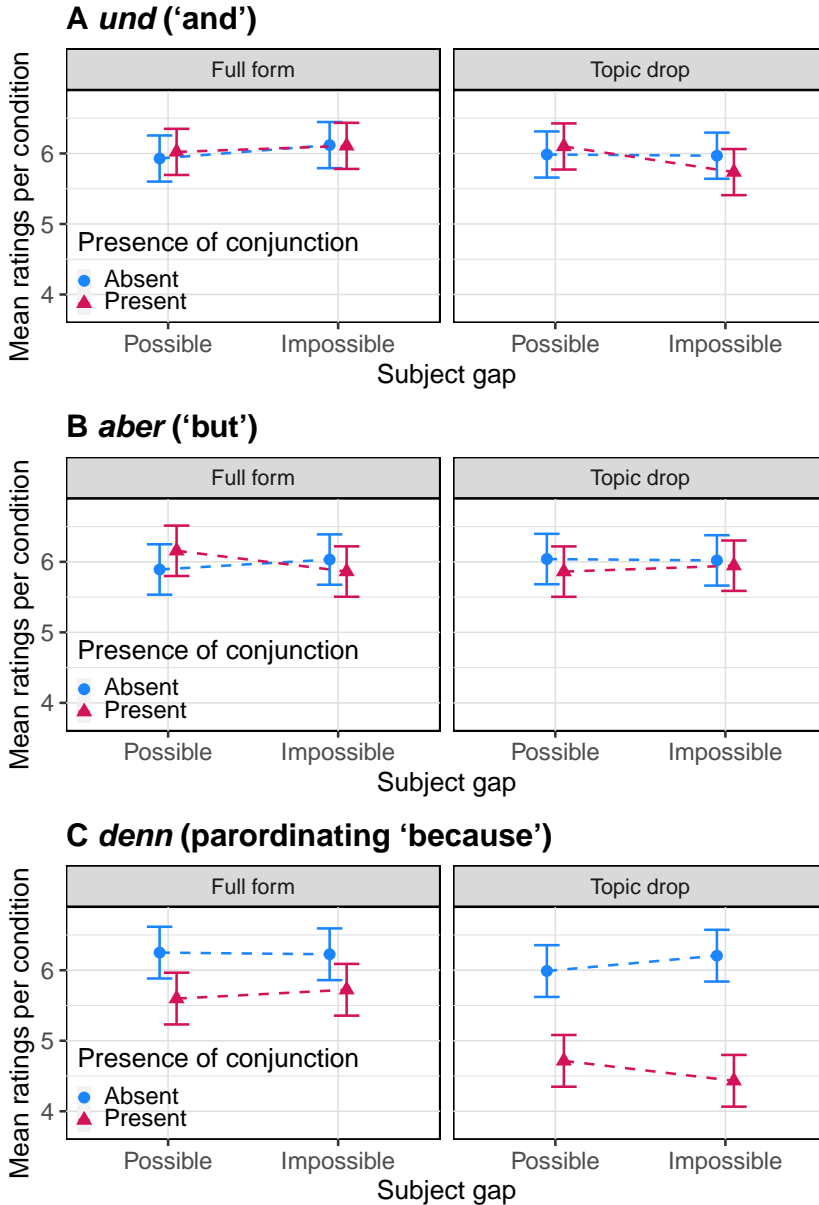 A und (‘and’)
Full form
Topic drop
Mean ratings per condition
6
5
4
Presence of conjunction
Absent
Present
Possible Impossible Possible Impossible
Subject gap
B aber (‘but’)
Full form
Topic drop
Mean ratings per condition
6
5
4
Presence of conjunction
Absent
Present
Possible Impossible Possible Impossible
Subject gap
C denn (parordinating ‘because’)
Full form
Topic drop
Mean ratings per condition
6
5
4
Presence of conjunction
Absent
Present
Possible Impossible Possible Impossible
Subject gap